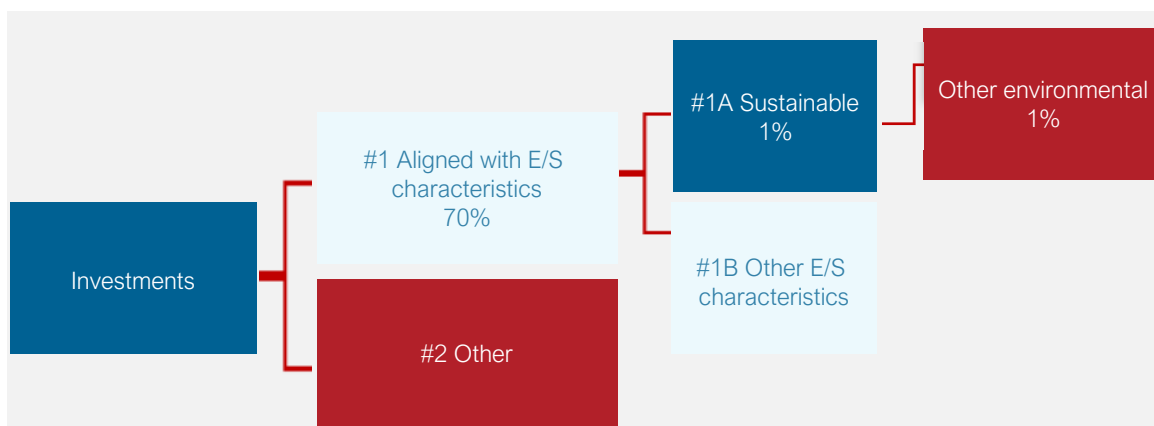 Investments
#1 Aligned with E/S
characteristics
70%
#2 Other
#1A Sustainable
1%
#1B Other E/S
characteristics
Other environmental
1%